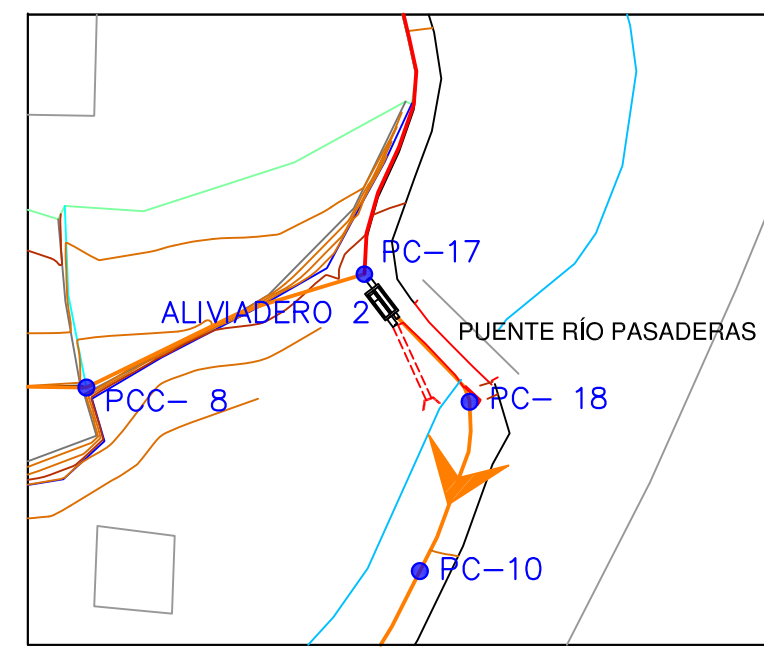 PC-17
ALIVIADERO 2
PUENTE RÍO PASADERAS
PCC- 8
PC- 18
PC-10